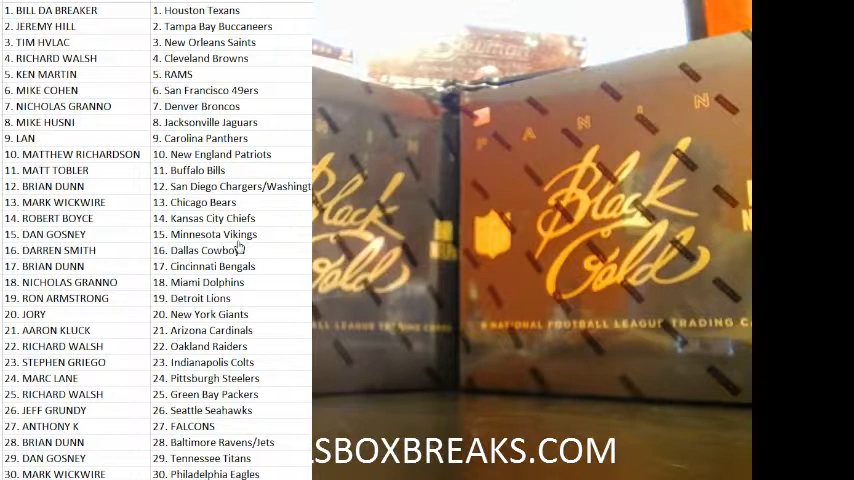 1. BILL DA BREAKER 1. Houston Texans
2. JEREMY HILL 2. Tampa Bay Buccaneers
3. TIM HVLAC 3. New Orleans Saints
4. RICHARD WALSH 4. Cleveland Browns
5. KEN MARTIN 5. RAMS
6. MIKE COHEN 6. San Francisco 49ers
7. NICHOLAS GRANNO 7. Denver Broncos
8. MIKE HUSNI 8. Jacksonville Jaguars
9. LAN 9. Carolina Panthers
10. MATTHEW RICHARDSON 10. New England Patriots
11. MATT TOBLER 11. Buffalo Bills
12. BRIAN DUNN 12. San Diego Chargers/Washingt
13. MARK WICKWIRE 13. Chicago Bears
14. ROBERT BOYCE 14. Kansas City Chiefs
15. DAN GOSNEY 15. Minnesota Vikings
16. DARREN SMITH 16. Dallas Cowboys
17. BRIAN DUNN 17. Cincinnati Bengals
18. NICHOLAS GRANNO 18. Miami Dolphins
19. RON ARMSTRONG 19. Detroit Lions
20. JORY 20. New York Giants
21. AARON KLUCK 21. Arizona Cardinals
22. RICHARD WALSH 22. Oakland Raiders
23. STEPHEN GRIEGO 23. Indianapolis Colts
24. MARC LANE 24. Pittsburgh Steelers
25. RICHARD WALSH 25. Green Bay Packers
26. JEFF GRUNDY 26. Seattle Seahawks
27. ANTHONY K 27. FALCONS
28. BRIAN DUNN 28. Baltimore Ravens/Jets
29. DAN GOSNEY 29. Tennessee Titans
30. MARK WICKWIRE 30. Philadelphia Eagles
Bowman
Black
Gold
ALL LEAGUE TRADING CARDS
PANINI
Black
Gold
NFL
NATIONAL FOOTBALL LEAGUE TRADING C
SBOXBREAKS.COM